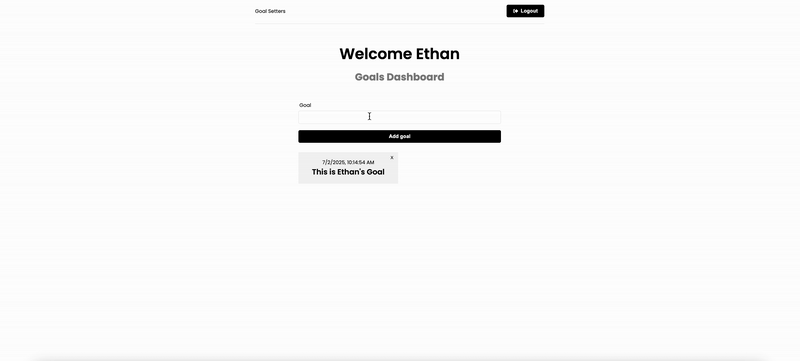 Goal Setters
Logout
Welcome Ethan
Goals Dashboard
Goal
Add goal
x
7/2/2025, 10:14:54 AM
This is Ethan's Goal